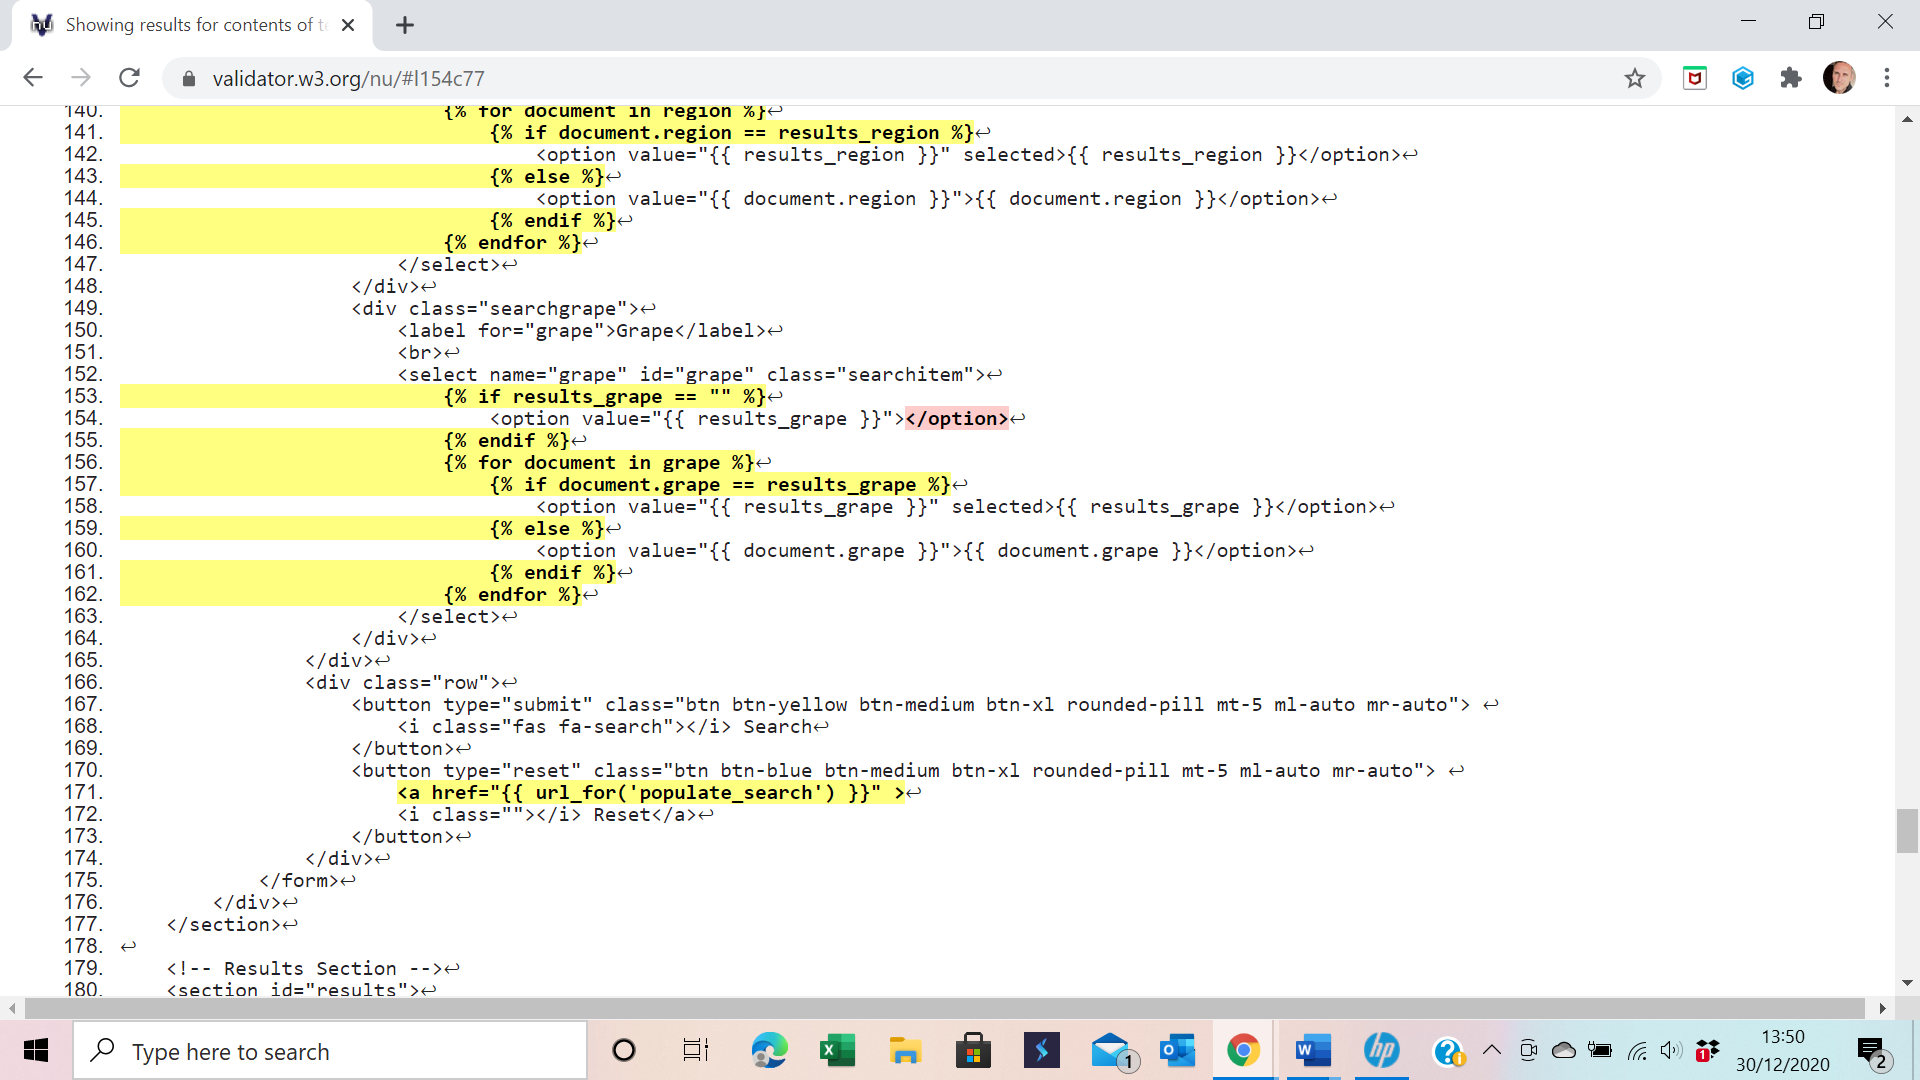 Showing results for contents of te
validator.w3.org/nu/#l154c77
140. {% for document in region %}↩
141. {% if document.region == results_region %}↩
142. <option value="{{ results_region }}" selected>{{ results_region }}</option>↩
143. {% else %}↩
144. <option value="{{ document.region }}">{{ document.region }}</option>↩
145. {% endif %}↩
146. {% endfor %}↩
147. </select>↩
148. </div>↩
149. <div class="searchgrape">↩
150. <label for="grape">Grape</label>↩
151. <br>↩
152. <select name="grape" id="grape" class="searchitem">↩
153. {% if results_grape == "" %}↩
154. <option value="{{ results_grape }}"></option>↩
155. {% endif %}↩
156. {% for document in grape %}↩
157. {% if document.grape == results_grape %}↩
158. <option value="{{ results_grape }}" selected>{{ results_grape }}</option>↩
159. {% else %}↩
160. <option value="{{ document.grape }}">{{ document.grape }}</option>↩
161. {% endif %}↩
162. {% endfor %}↩
163. </select>↩
164. </div>↩
165. </div>↩
166. <div class="row">↩
167. <button type="submit" class="btn btn-yellow btn-medium btn-xl rounded-pill mt-5 ml-auto mr-auto"> ↩
168. <i class="fas fa-search"></i> Search↩
169. </button>↩
170. <button type="reset" class="btn btn-blue btn-medium btn-xl rounded-pill mt-5 ml-auto mr-auto"> ↩
171. <a href="{{ url_for('populate_search') }}" >↩
172. <i class=""></i> Reset</a>↩
173. </button>↩
174. </div>↩
175. </form>↩
176. </div>↩
177. </section>↩
178. ↩
179. <!-- Results Section -->↩
180. <section id="results">↩
Type here to search
1
1
13:50
30/12/2020
2